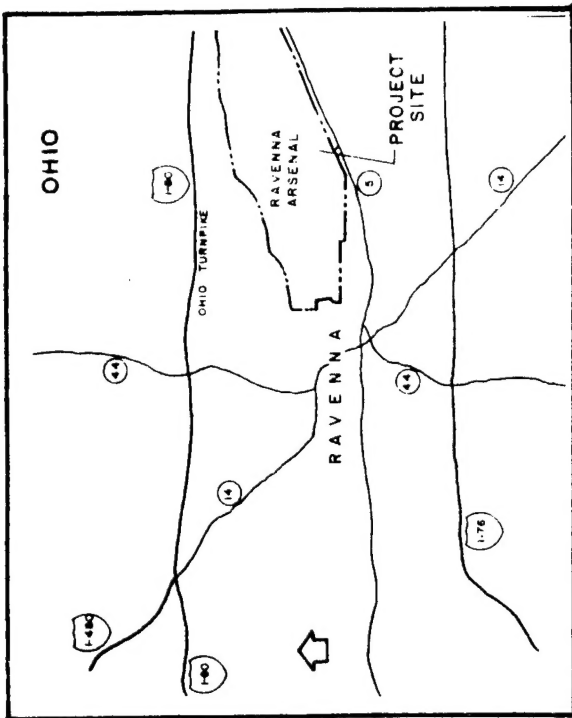 OHIO
I-80
OHIO TURNPIKE
RAVENNA
ARSENAL
PROJECT
SITE
5
14
44
RAVENNA
44
14
I-480
I-80
I-76